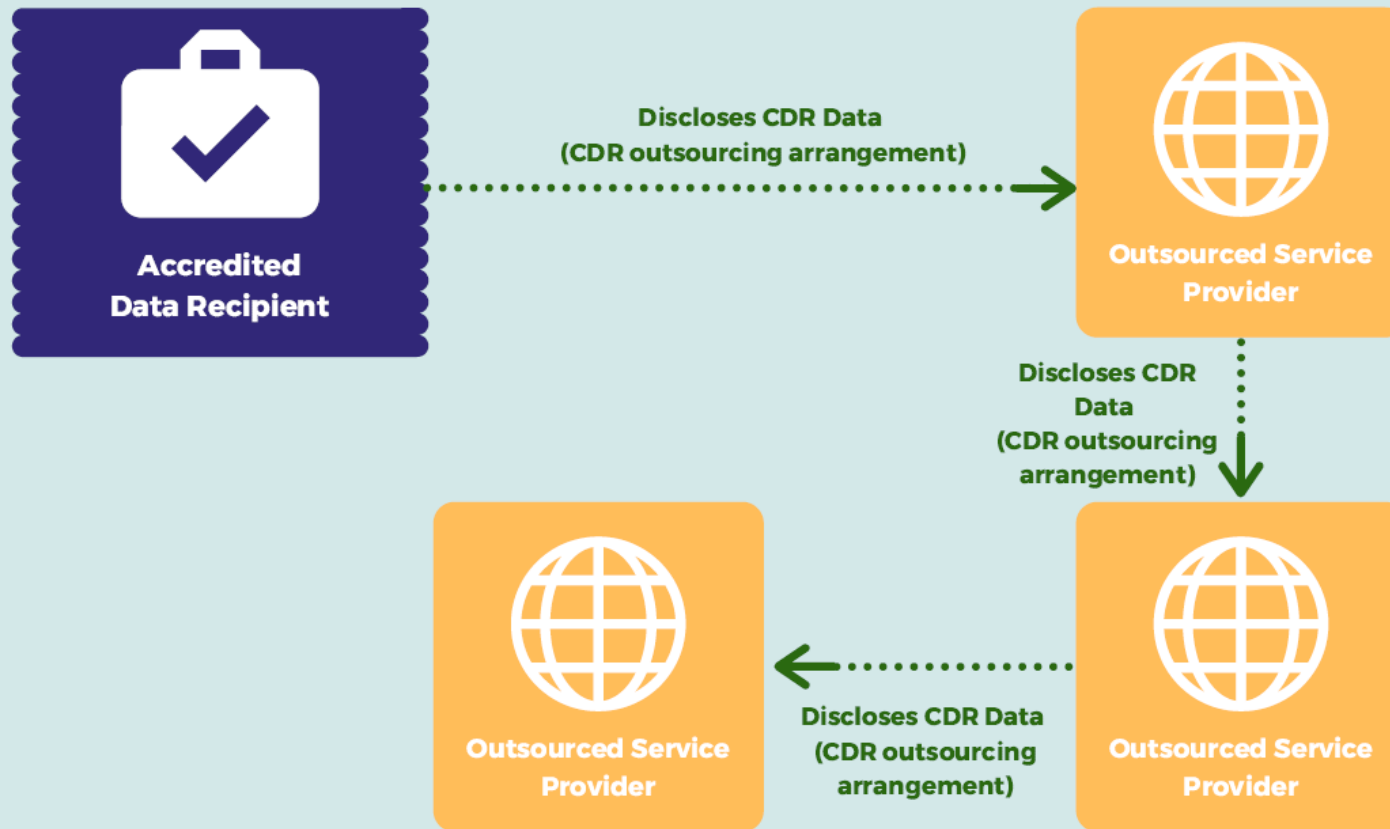 Discloses CDR Data
(CDR outsourcing arrangement)
Accredited
Data Recipient
Outsourced Service
Provider
Discloses CDR
Data
(CDR outsourcing
arrangement)
Outsourced Service
Provider
Discloses CDR Data
(CDR outsourcing
arrangement)
Outsourced Service
Provider